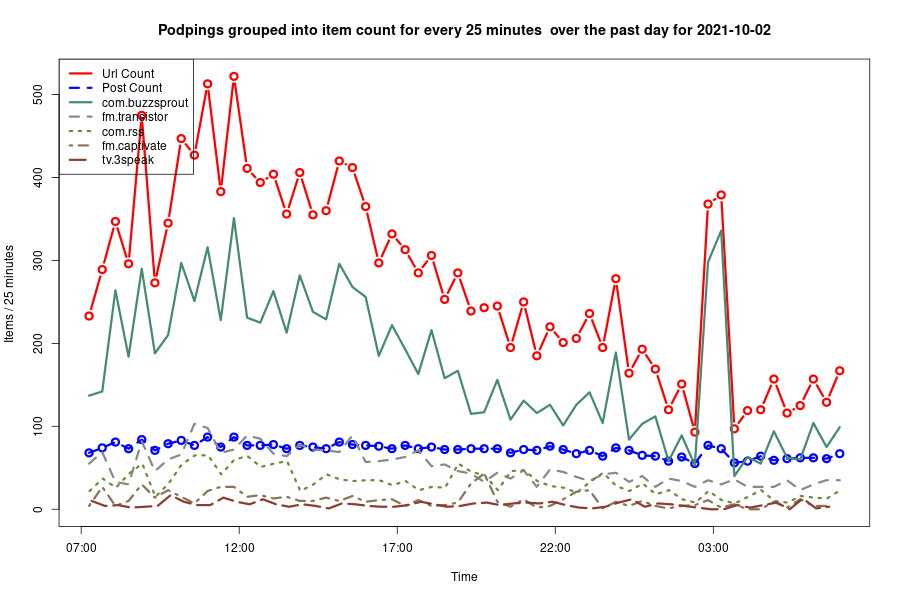 Podpings grouped into item count for every 25 minutes  over the past day for 2021-10-02
Url Count
Post Count
com.buzzsprout
fm.transistor
com.rss
fm.captivate
tv.3speak
Items / 25 minutes
500
400
300
200
100
0
07:00 12:00 17:00 22:00 03:00
Time